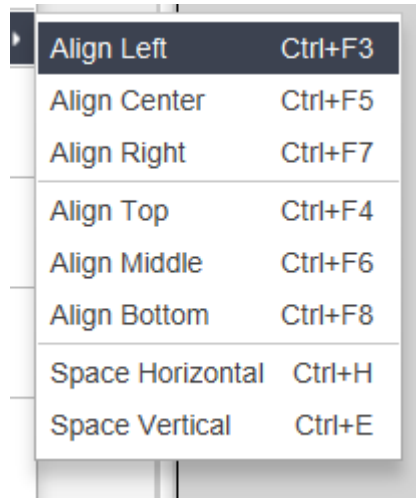 Align Left Ctrl+F3
Align Center Ctrl+F5
Align Right Ctrl+F7
Align Top Ctrl+F4
Align Middle Ctrl+F6
Align Bottom Ctrl+F8
Space Horizontal Ctrl+H
Space Vertical Ctrl+E